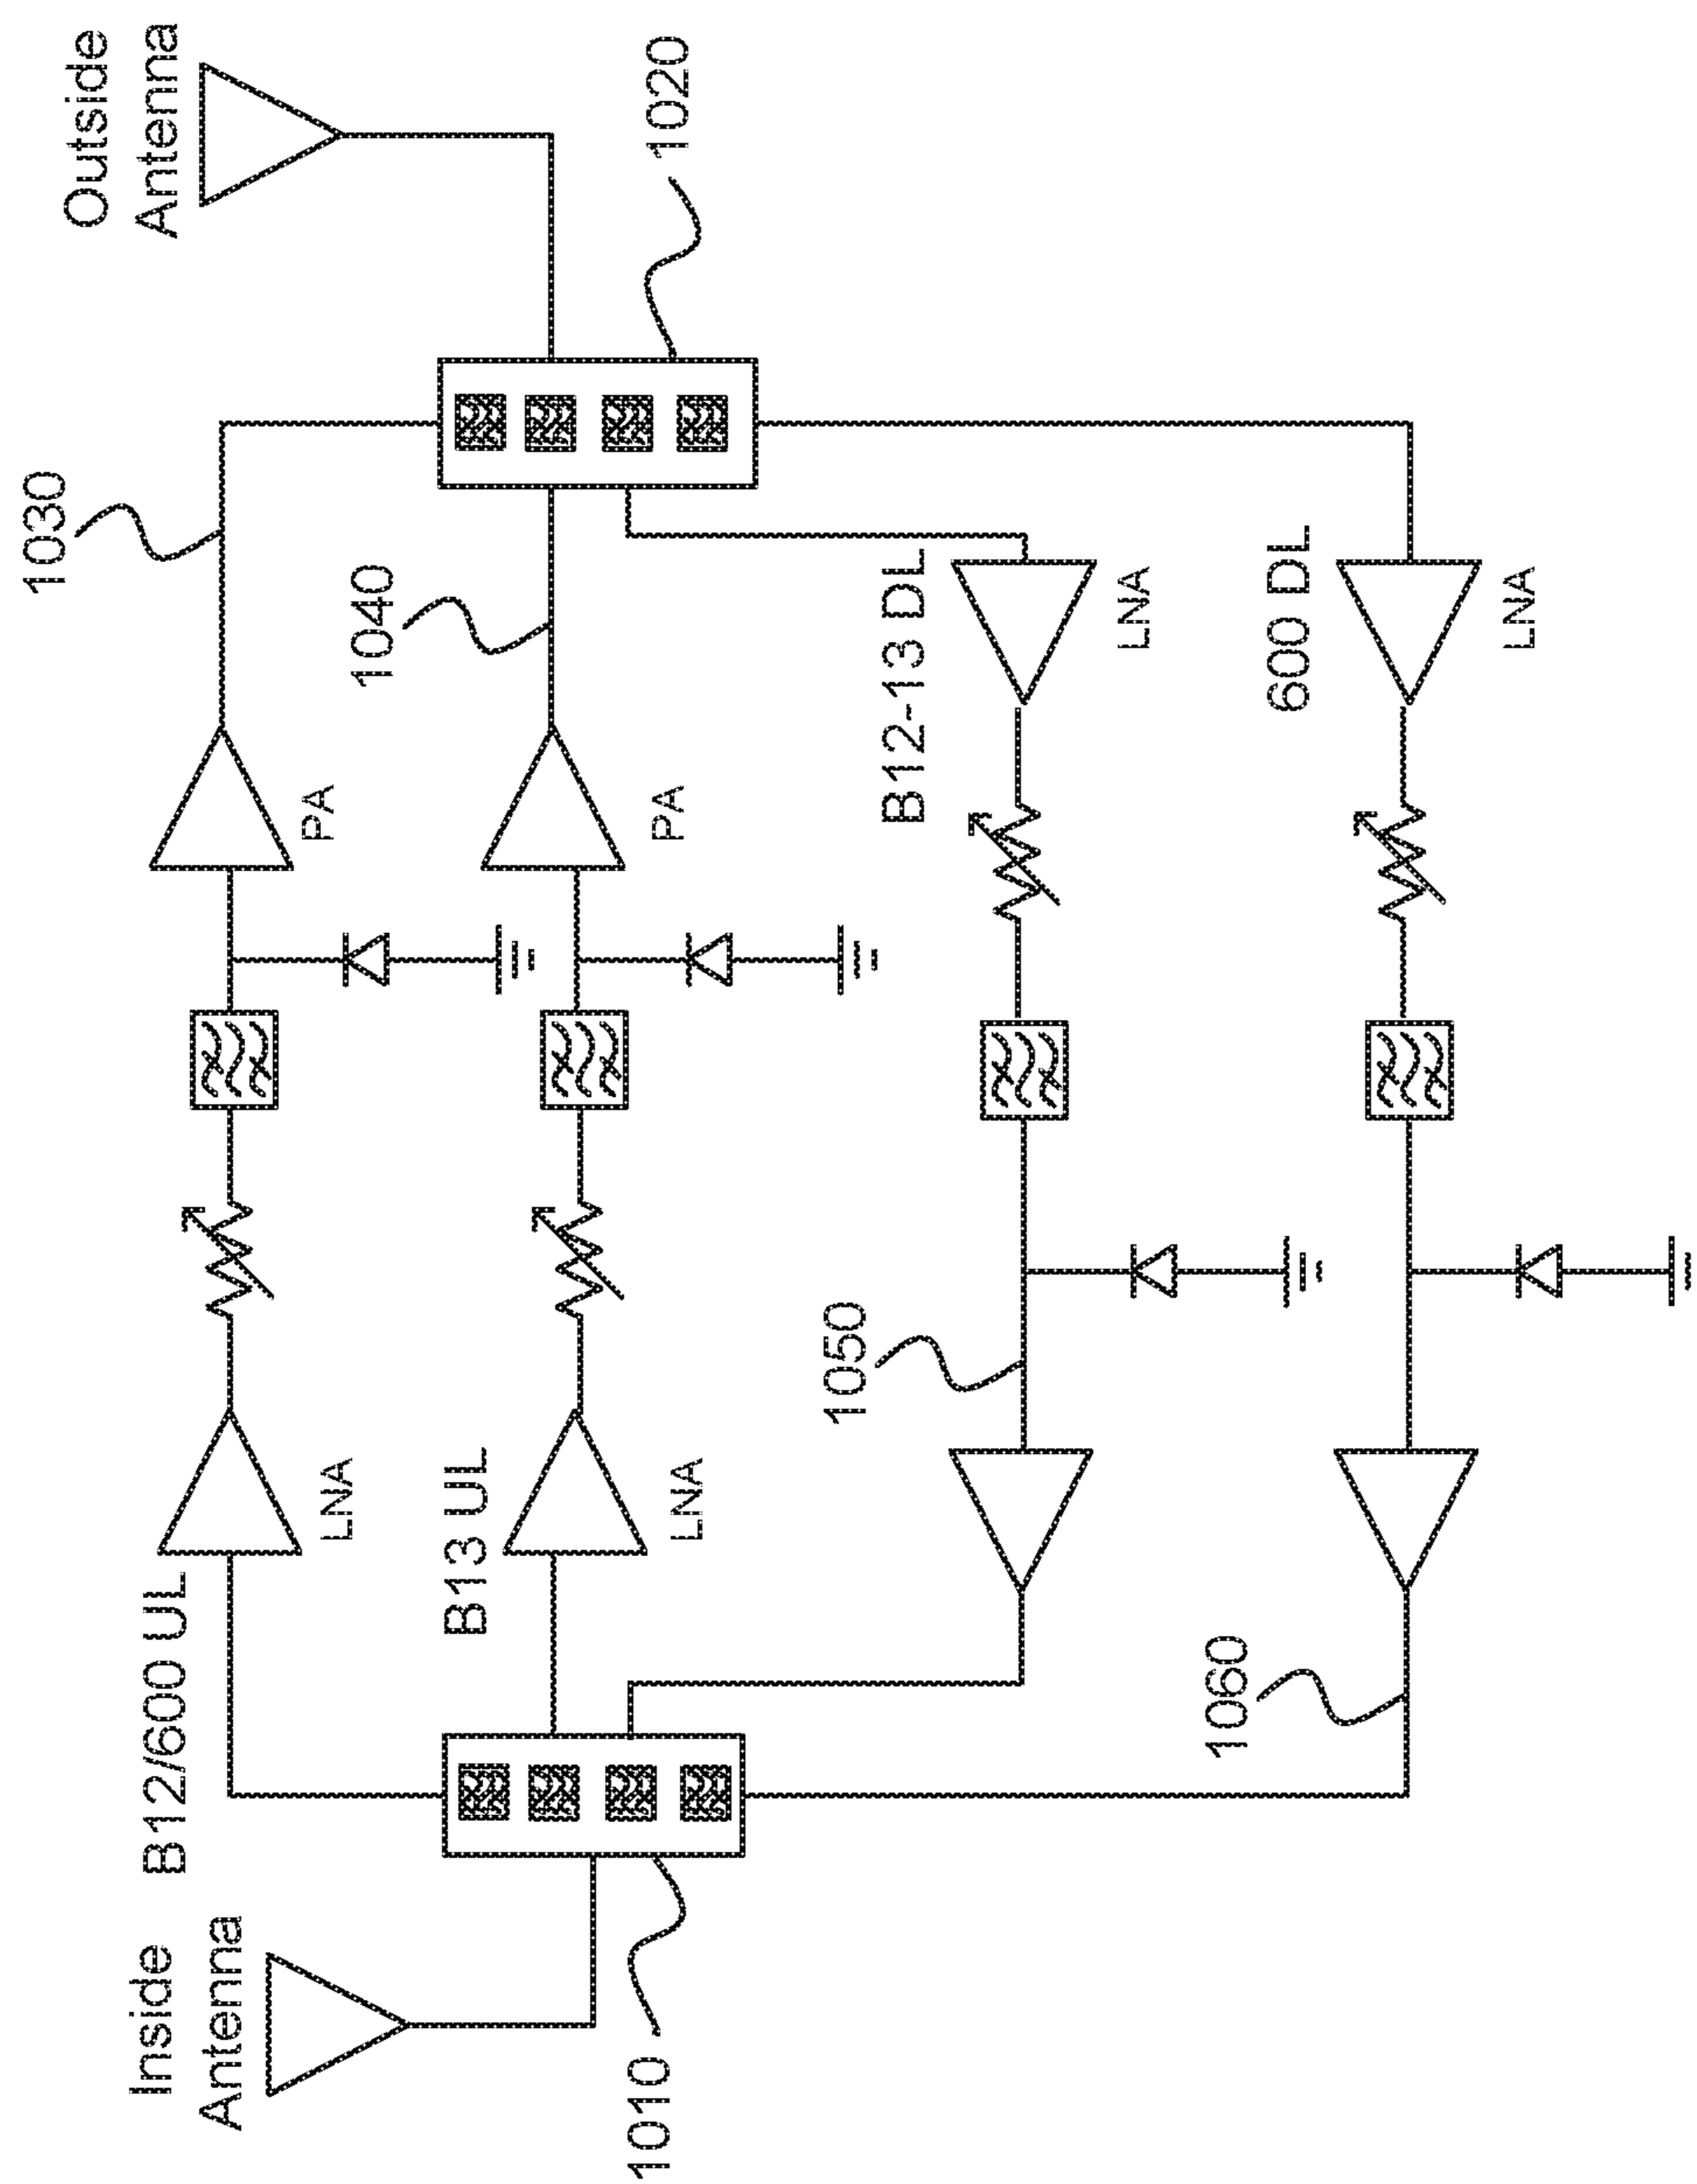 Inside
Antenna
1010
B12/600 UL
LNA
PA
1030
B13 UL
LNA
PA
1040
Outside
Antenna
1020
1050
B12-13 DL
LNA
1060
600 DL
LNA